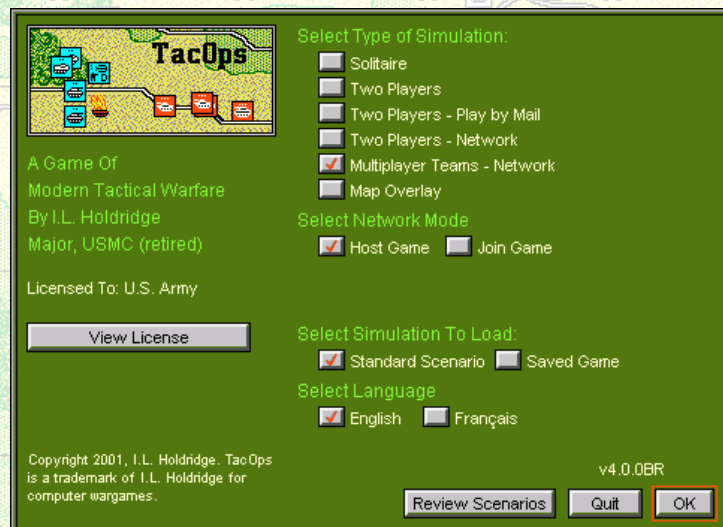 TacOps
A Game Of
Modern Tactical Warfare
By I.L. Holdridge
Major, USMC (retired)
Licensed To: U.S. Army
View License
Copyright 2001, I.L. Holdridge. TacOps
is a trademark of I.L. Holdridge for
computer wargames.
Select Type of Simulation:
Solitaire
Two Players
Two Players - Play by Mail
Two Players - Network
Multiplayer Teams - Network
Map Overlay
Select Network Mode
Host Game Join Game
Select Simulation To Load:
Standard Scenario Saved Game
Select Language
English Français
v4.0.0BR
Review Scenarios Quit OK